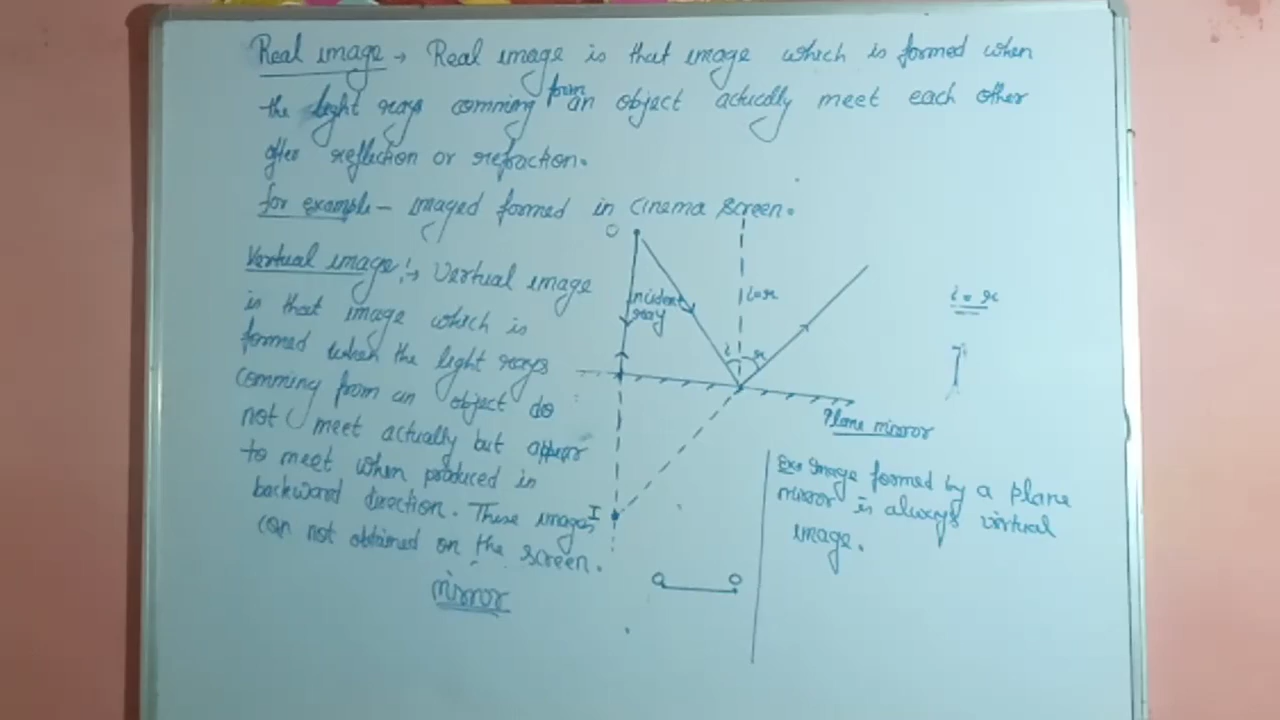 Real image → Real image is that image which is formed when
the light rays comming from an object actually meet each other
after reflection or refraction.
for example - imaged formed in cinema screen.
Vertual image :→ Vertual image
is that image which is
formed when the light rays
comming from an object do
not meet actually but appear
to meet when produced in
backward direction. These images
can not obtained on the screen.
mirror
O
incident
ray
i=r
i r
Plane mirror
I
i = r
Ex. Image formed by a plane
mirror is always virtual
image.